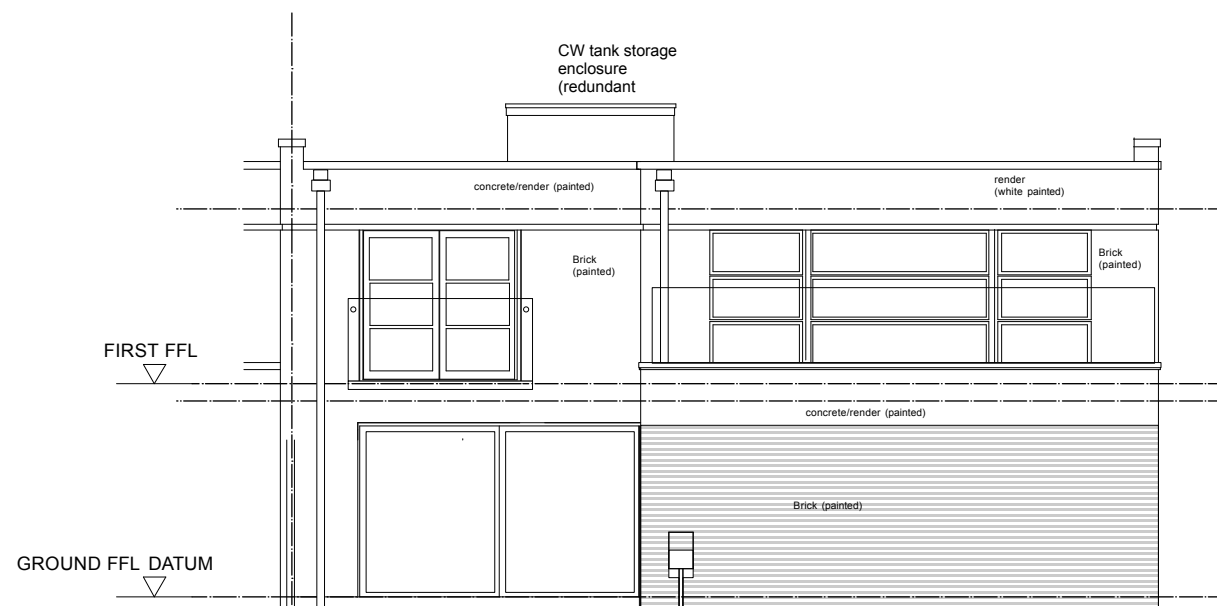 CW tank storage
enclosure
(redundant
concrete/render (painted)
render
(white painted)
Brick
(painted)
Brick
(painted)
FIRST FFL
concrete/render (painted)
Brick (painted)
GROUND FFL DATUM